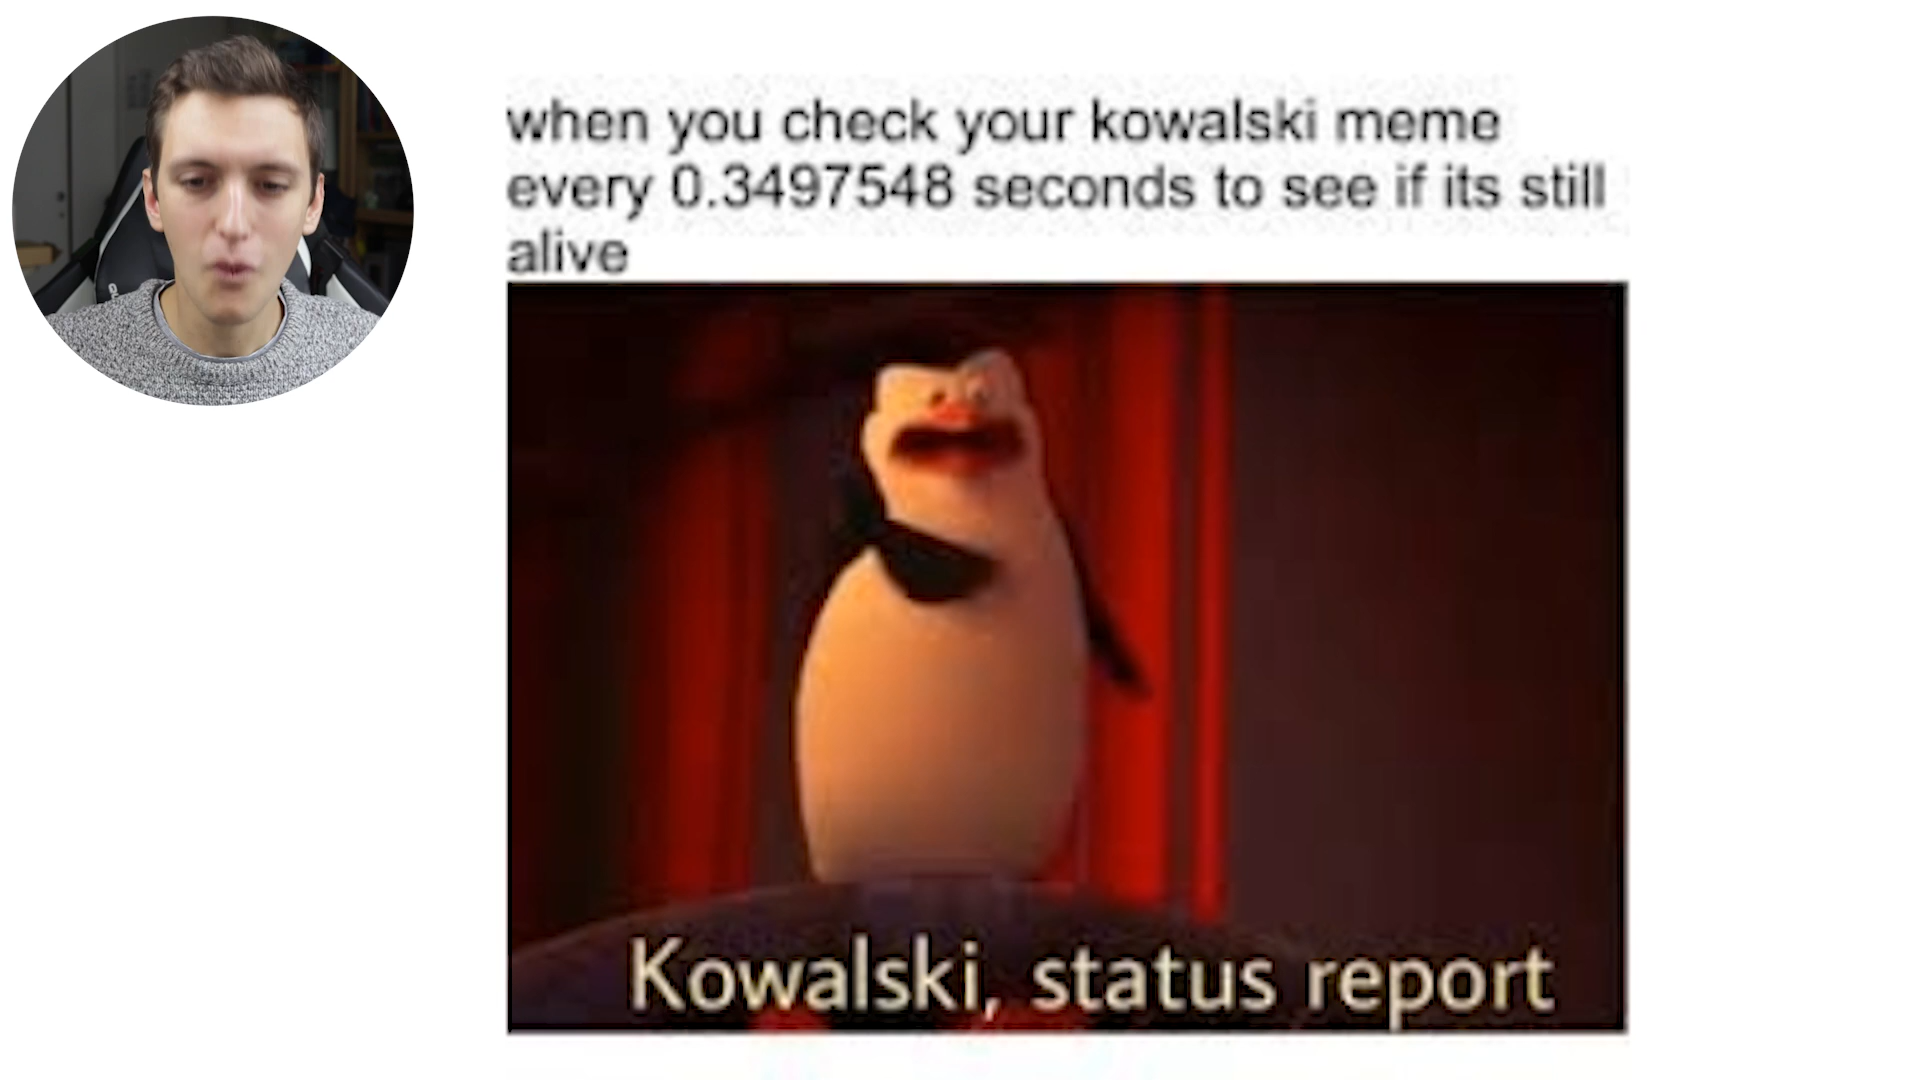 when you check your kowalski meme
every 0.3497548 seconds to see if its still
alive
Kowalski, status report